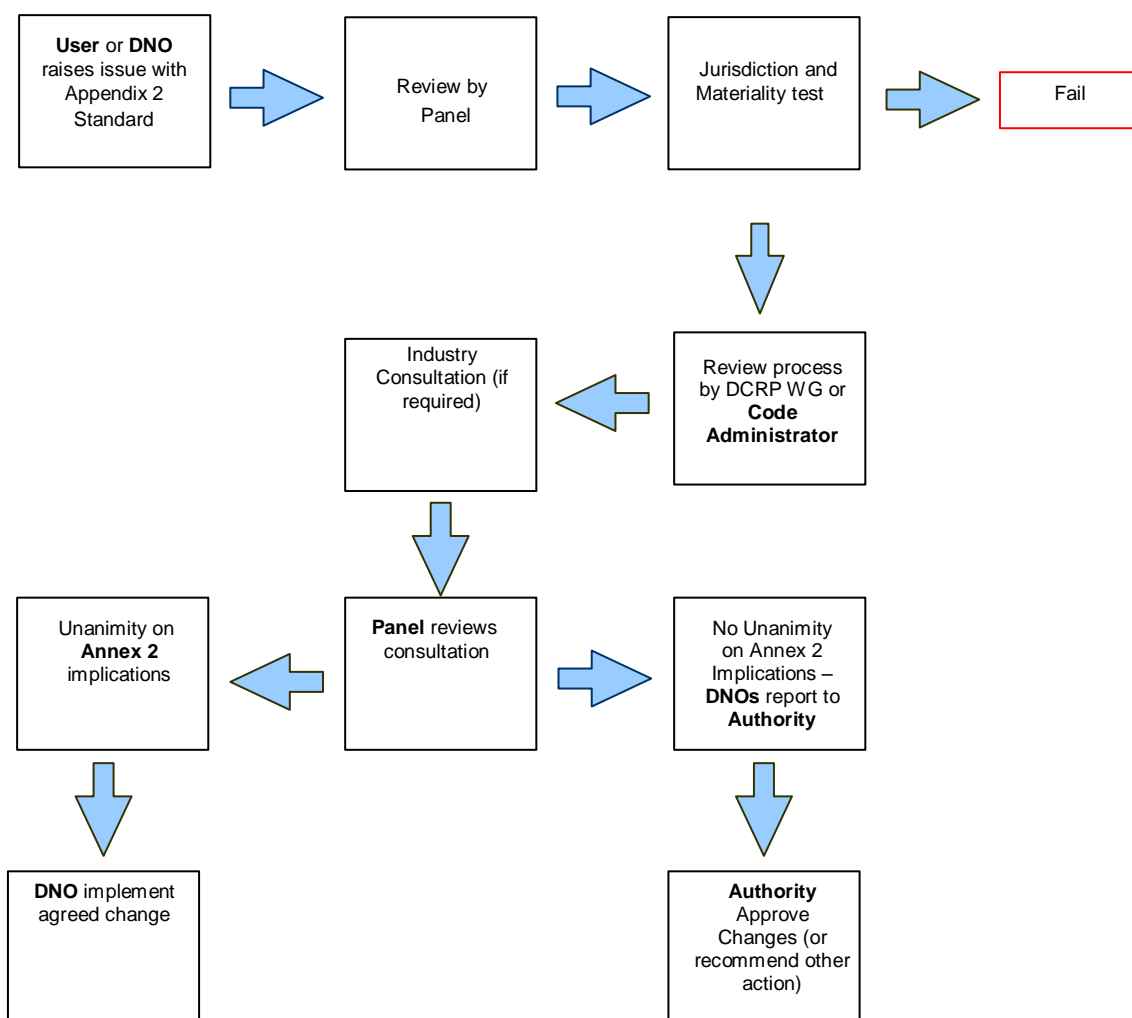 User or DNO
raises issue with
Appendix 2
Standard
Review by
Panel
Jurisdiction and
Materiality test
Fail
Industry
Consultation (if
required)
Review process
by DCRP WG or
Code
Administrator
Unanimity on
Annex 2
implications
Panel reviews
consultation
No Unanimity
on Annex 2
Implications –
DNOs report to
Authority
DNO implement
agreed change
Authority
Approve
Changes (or
recommend other
action)